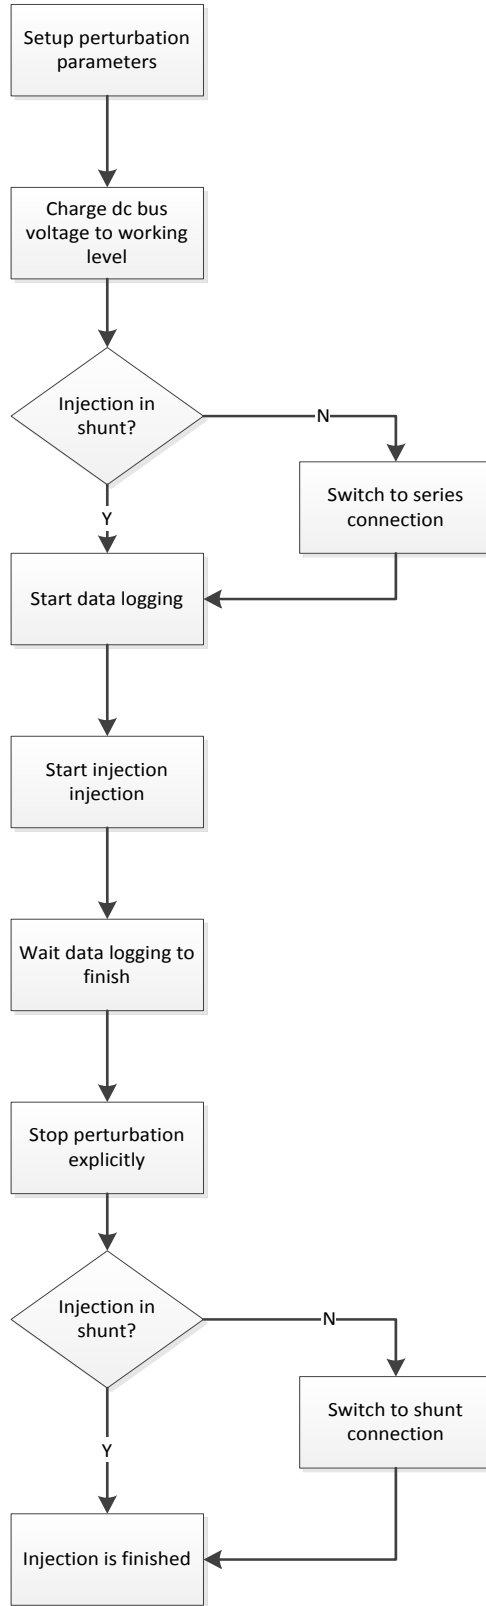 Setup perturbation
parameters
Charge dc bus
voltage to working
level
Injection in
shunt?
N
Switch to series
connection
Y
Start data logging
Start injection
injection
Wait data logging to
finish
Stop perturbation
explicitly
Injection in
shunt?
N
Switch to shunt
connection
Y
Injection is finished